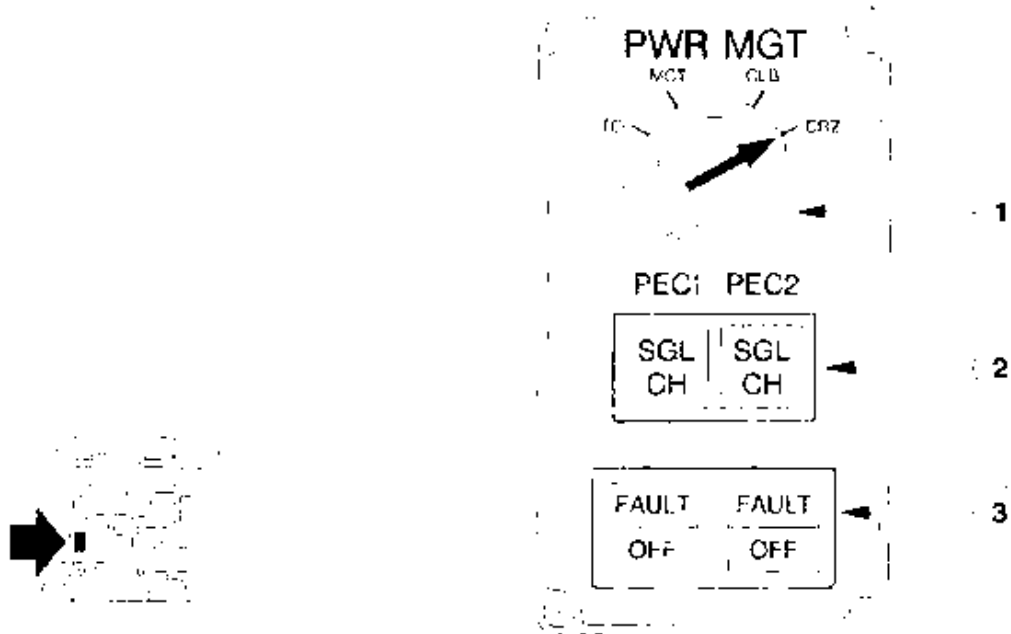 PWR MGT
MCT CLB
TO CRZ
1
PEC1 PEC2
SGL SGL
CH CH
2
FAULT FAULT
3
OFF OFF